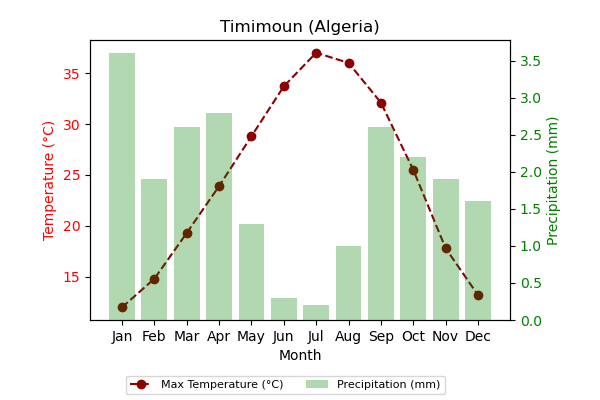 Timimoun (Algeria)
35
30
25
20
15
Temperature (°C)
3.5
3.0
2.5
2.0
1.5
1.0
0.5
0.0
Precipitation (mm)
Jan Feb Mar Apr May Jun Jul Aug Sep Oct Nov Dec
Month
Max Temperature (°C) Precipitation (mm)